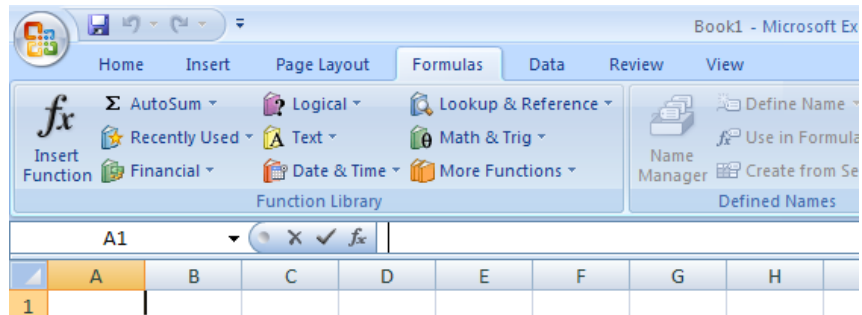 Book1 - Microsoft Ex
Home Insert Page Layout Formulas Data Review View
fx
Insert
Function
Σ AutoSum
Recently Used
Financial
Logical
A Text
Date & Time
Lookup & Reference
θ Math & Trig
More Functions
Function Library
Name
Manager
Define Name
Use in Formula
Create from Se
Defined Names
A1 fx
A B C D E F G H
1